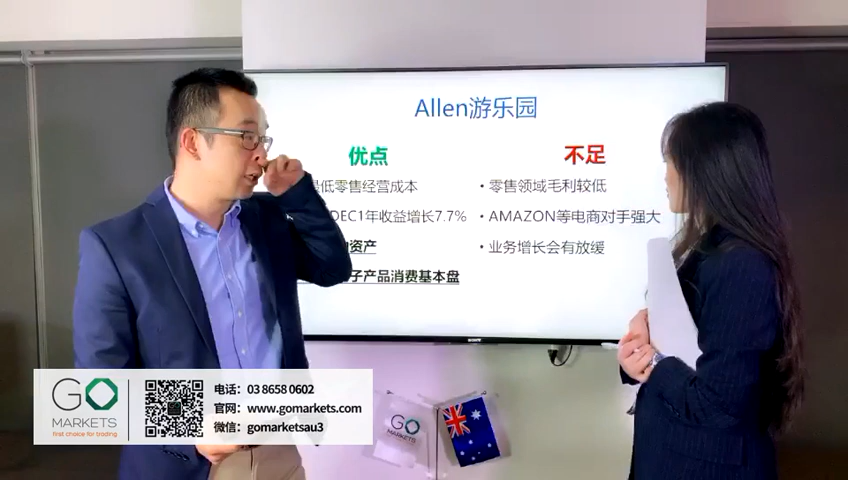 Allen游乐园
优点
不足
最低零售经营成本
DEC1年收益增长7.7%
资产
子产品消费基本盘
• 零售领域毛利较低
• AMAZON等电商对手强大
• 业务增长会有放缓
GO
MARKETS
first choice for trading
电话：03 8658 0602
官网：www.gomarkets.com
微信：gomarketsau3
GO
MARKETS